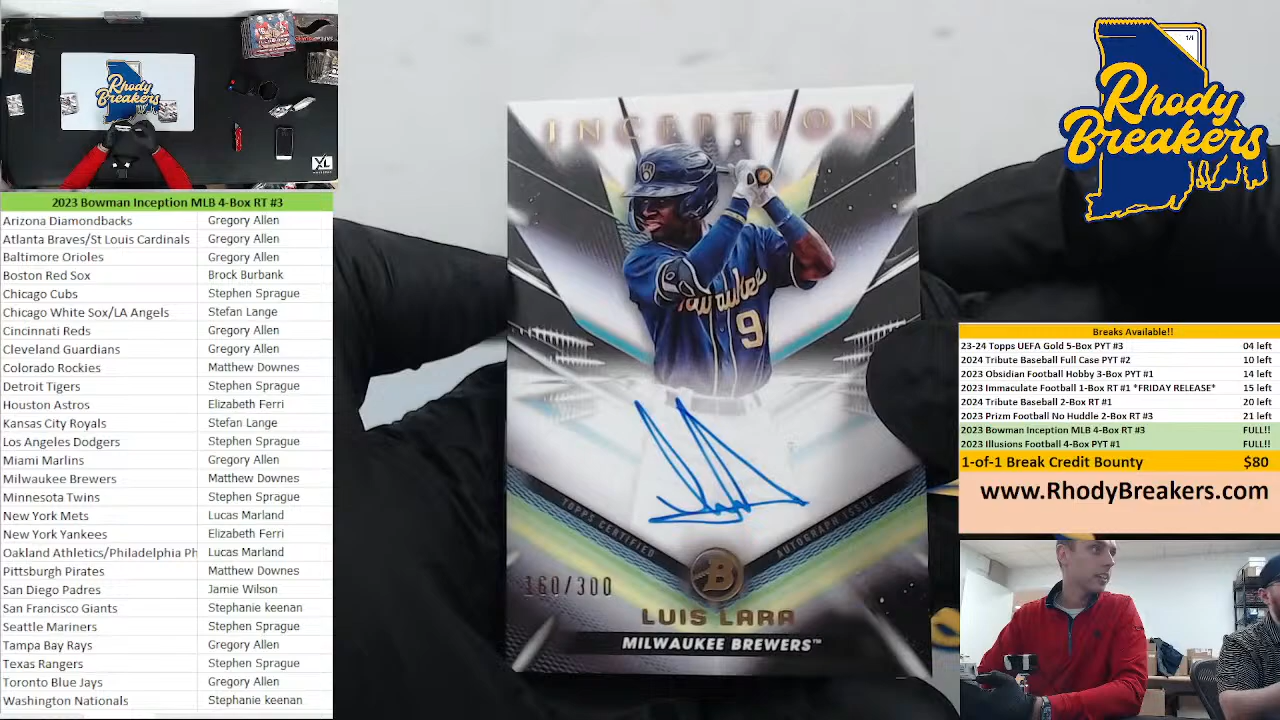 Rhody
Breakers
XL
2023 Bowman Inception MLB 4-Box RT #3
Arizona Diamondbacks Gregory Allen
Atlanta Braves/St Louis Cardinals Gregory Allen
Baltimore Orioles Gregory Allen
Boston Red Sox Brock Burbank
Chicago Cubs Stephen Sprague
Chicago White Sox/LA Angels Stefan Lange
Cincinnati Reds Gregory Allen
Cleveland Guardians Gregory Allen
Colorado Rockies Matthew Downes
Detroit Tigers Stephen Sprague
Houston Astros Elizabeth Ferri
Kansas City Royals Stefan Lange
Los Angeles Dodgers Stephen Sprague
Miami Marlins Gregory Allen
Milwaukee Brewers Matthew Downes
Minnesota Twins Stephen Sprague
New York Mets Lucas Marland
New York Yankees Elizabeth Ferri
Oakland Athletics/Philadelphia Ph Lucas Marland
Pittsburgh Pirates Matthew Downes
San Diego Padres Jamie Wilson
San Francisco Giants Stephanie keenan
Seattle Mariners Stephen Sprague
Tampa Bay Rays Gregory Allen
Texas Rangers Stephen Sprague
Toronto Blue Jays Gregory Allen
Washington Nationals Stephanie keenan
INCEPTION
Milwaukee
9
TOPPS CERTIFIED
AUTOGRAPH ISSUE
B
160/300
LUIS LARA
MILWAUKEE BREWERS™
1/1
Rhody
Breakers
Breaks Available!!
23-24 Topps UEFA Gold 5-Box PYT #3 04 left
2024 Tribute Baseball Full Case PYT #2 10 left
2023 Obsidian Football Hobby 3-Box PYT #1 14 left
2023 Immaculate Football 1-Box RT #1 *FRIDAY RELEASE* 15 left
2024 Tribute Baseball 2-Box RT #1 20 left
2023 Prizm Football No Huddle 2-Box RT #3 21 left
2023 Bowman Inception MLB 4-Box RT #3 FULL!!
2023 Illusions Football 4-Box PYT #1 FULL!!
1-of-1 Break Credit Bounty $80
www.RhodyBreakers.com